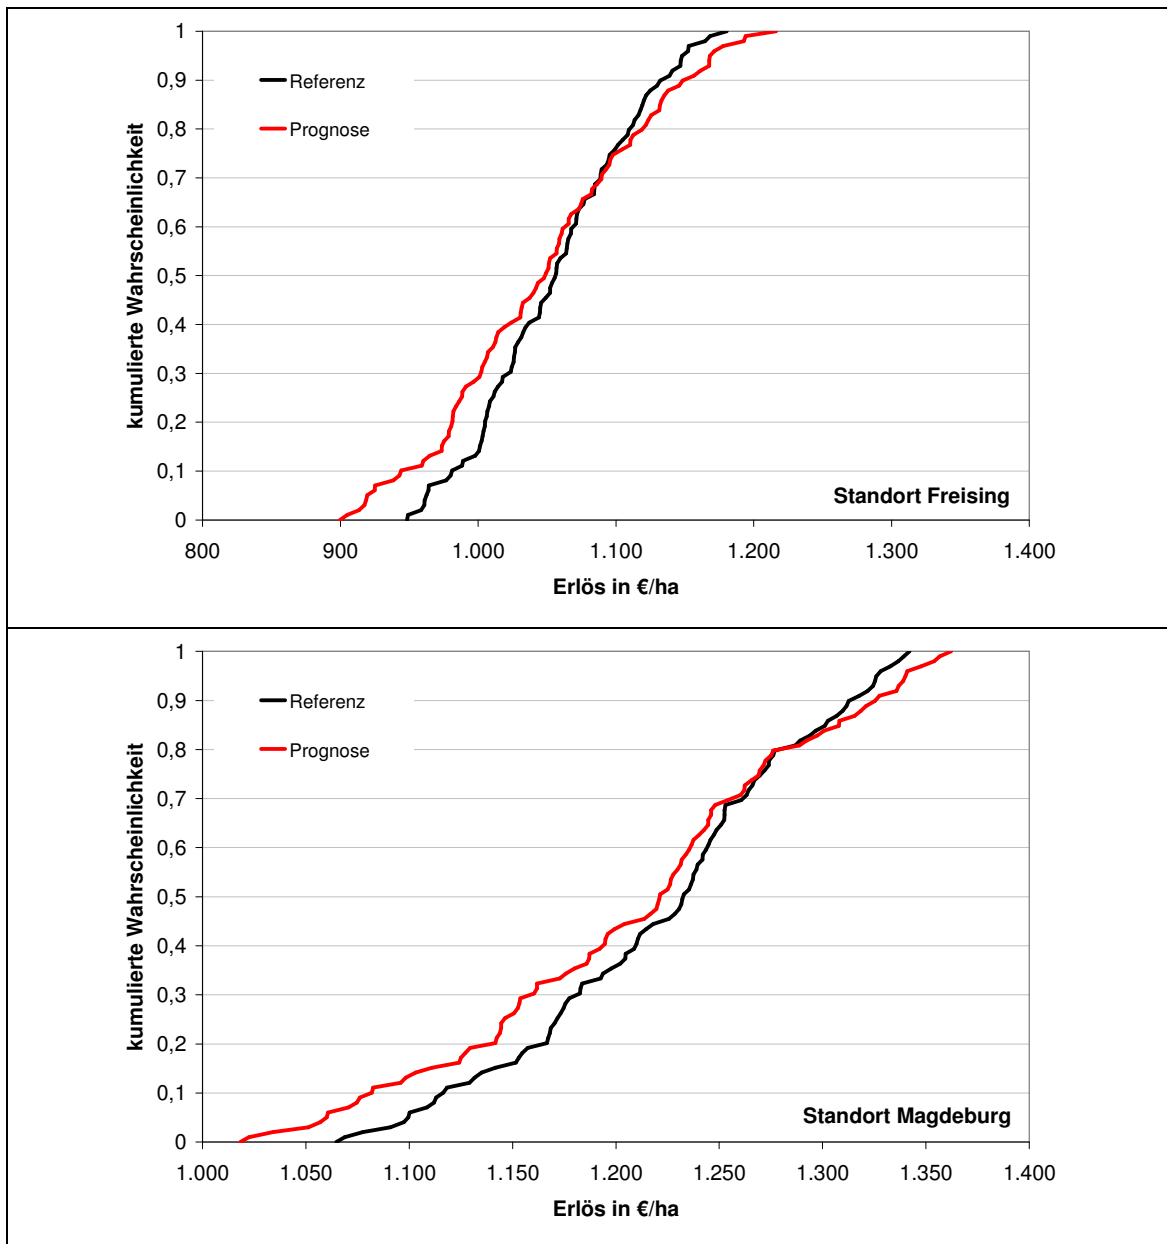 kumulierte Wahrscheinlichkeit
1
0,9
0,8
0,7
0,6
0,5
0,4
0,3
0,2
0,1
0
Referenz
Prognose
Standort Freising
800 900 1.000 1.100 1.200 1.300 1.400
Erlös in €/ha
kumulierte Wahrscheinlichkeit
1
0,9
0,8
0,7
0,6
0,5
0,4
0,3
0,2
0,1
0
Referenz
Prognose
Standort Magdeburg
1.000 1.050 1.100 1.150 1.200 1.250 1.300 1.350 1.400
Erlös in €/ha